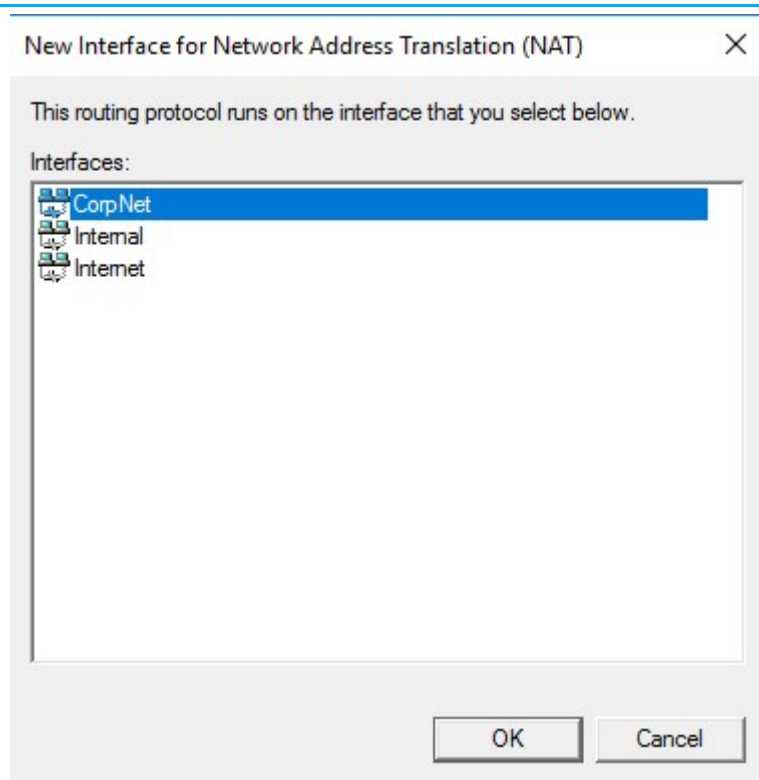 New Interface for Network Address Translation (NAT)
This routing protocol runs on the interface that you select below.
Interfaces:
CorpNet
Internal
Internet
OK Cancel